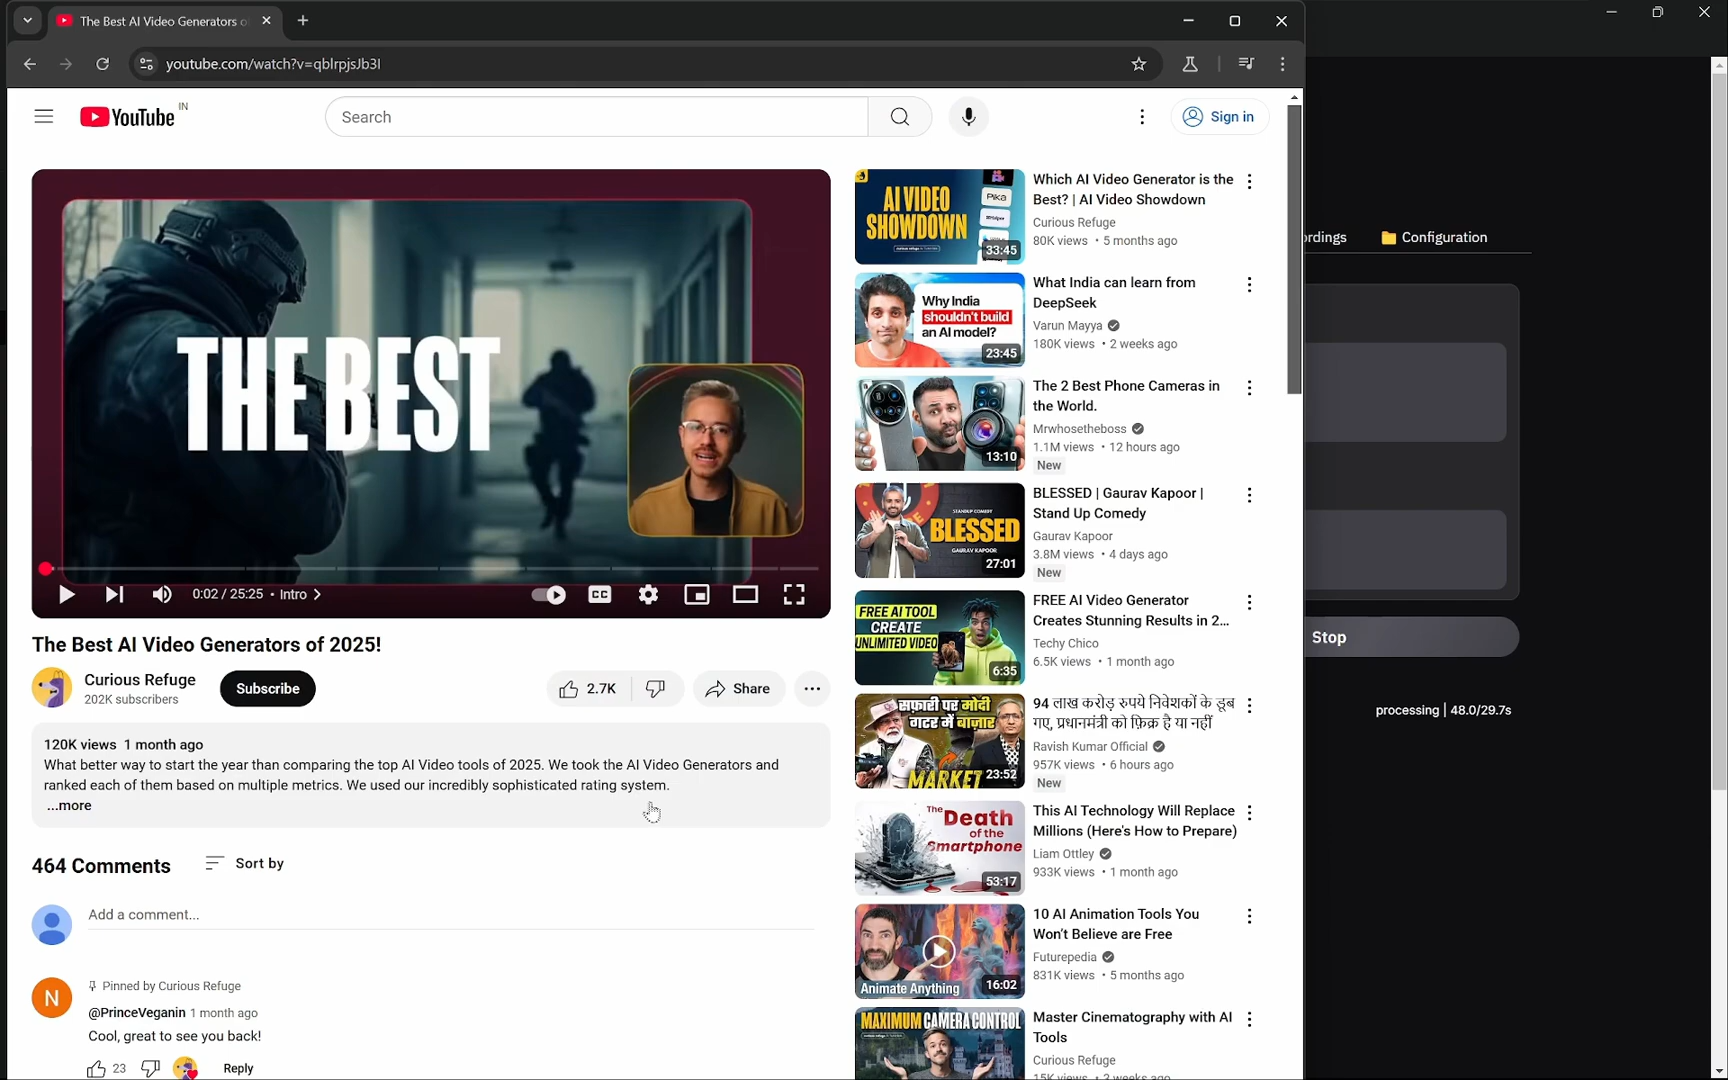 The Best AI Video Generators o
youtube.com/watch?v=qblrpjsJb3I
YouTube IN
Search
Sign in
THE BEST
0:02 / 25:25 • Intro
CC
The Best AI Video Generators of 2025!
Curious Refuge
202K subscribers
Subscribe
2.7K
Share
120K views 1 month ago
What better way to start the year than comparing the top AI Video tools of 2025. We took the AI Video Generators and
ranked each of them based on multiple metrics. We used our incredibly sophisticated rating system.
...more
464 Comments
Sort by
Add a comment...
N
Pinned by Curious Refuge
@PrinceVeganin 1 month ago
Cool, great to see you back!
23
Reply
AI VIDEO
SHOWDOWN
Pika
33:45
Which AI Video Generator is the
Best? | AI Video Showdown
Curious Refuge
80K views • 5 months ago
Why India
shouldn't build
an AI model?
23:45
What India can learn from
DeepSeek
Varun Mayya
180K views • 2 weeks ago
13:10
The 2 Best Phone Cameras in
the World.
Mrwhosetheboss
1.1M views • 12 hours ago
New
STANDUP COMEDY
BLESSED
GAURAV KAPOOR
27:01
BLESSED | Gaurav Kapoor |
Stand Up Comedy
Gaurav Kapoor
3.8M views • 4 days ago
New
FREE AI TOOL
CREATE
UNLIMITED VIDEO
6:35
FREE AI Video Generator
Creates Stunning Results in 2...
Techy Chico
6.5K views • 1 month ago
सफ़ारी पर मोदी
गटर में बाज़ार
MARKET
23:52
94 लाख करोड़ रुपये निवेशकों के डूब
गए, प्रधानमंत्री को फ़िक्र है या नहीं
Ravish Kumar Official
957K views • 6 hours ago
New
The Death
of the
Smartphone
53:17
This AI Technology Will Replace
Millions (Here's How to Prepare)
Liam Ottley
933K views • 1 month ago
Animate Anything
16:02
10 AI Animation Tools You
Won't Believe are Free
Futurepedia
831K views • 5 months ago
MAXIMUM CAMERA CONTROL
Master Cinematography with AI
Tools
Curious Refuge
15K views • 3 weeks ago
rdings
Configuration
Stop
processing | 48.0/29.7s